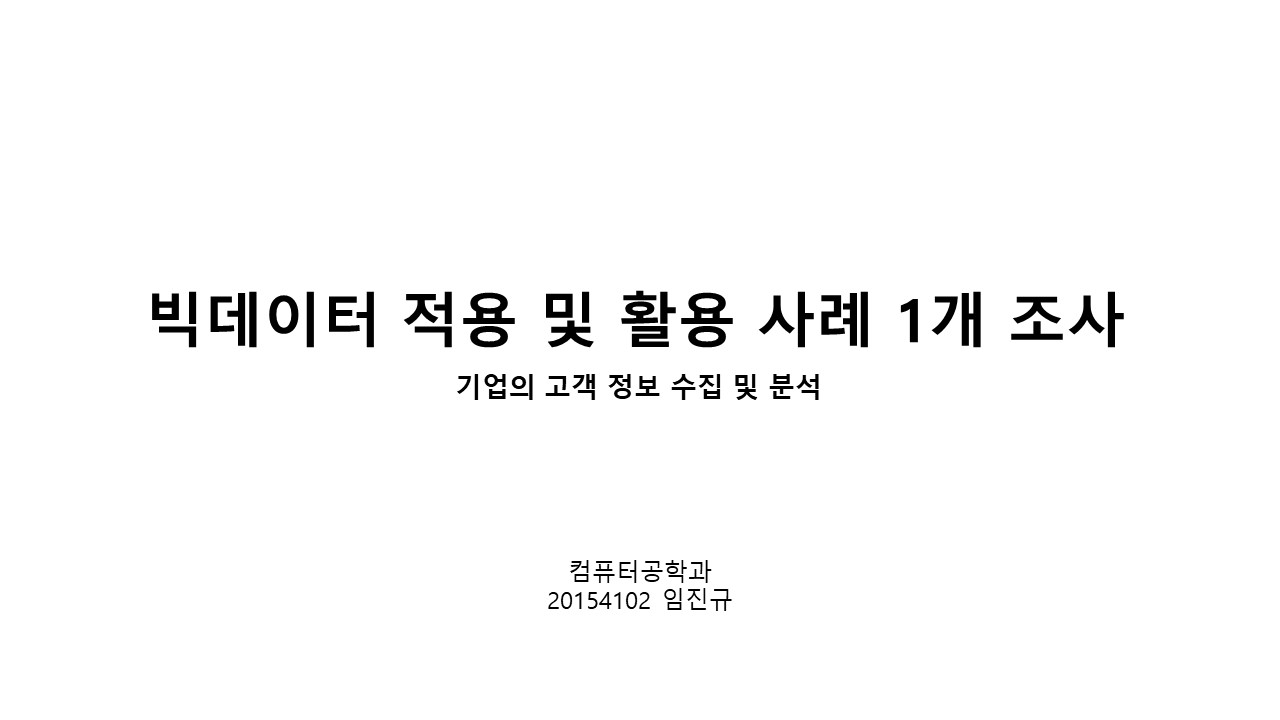 빅데이터 적용 및 활용 사례 1개 조사
기업의 고객 정보 수집 및 분석
컴퓨터공학과
20154102 임진규